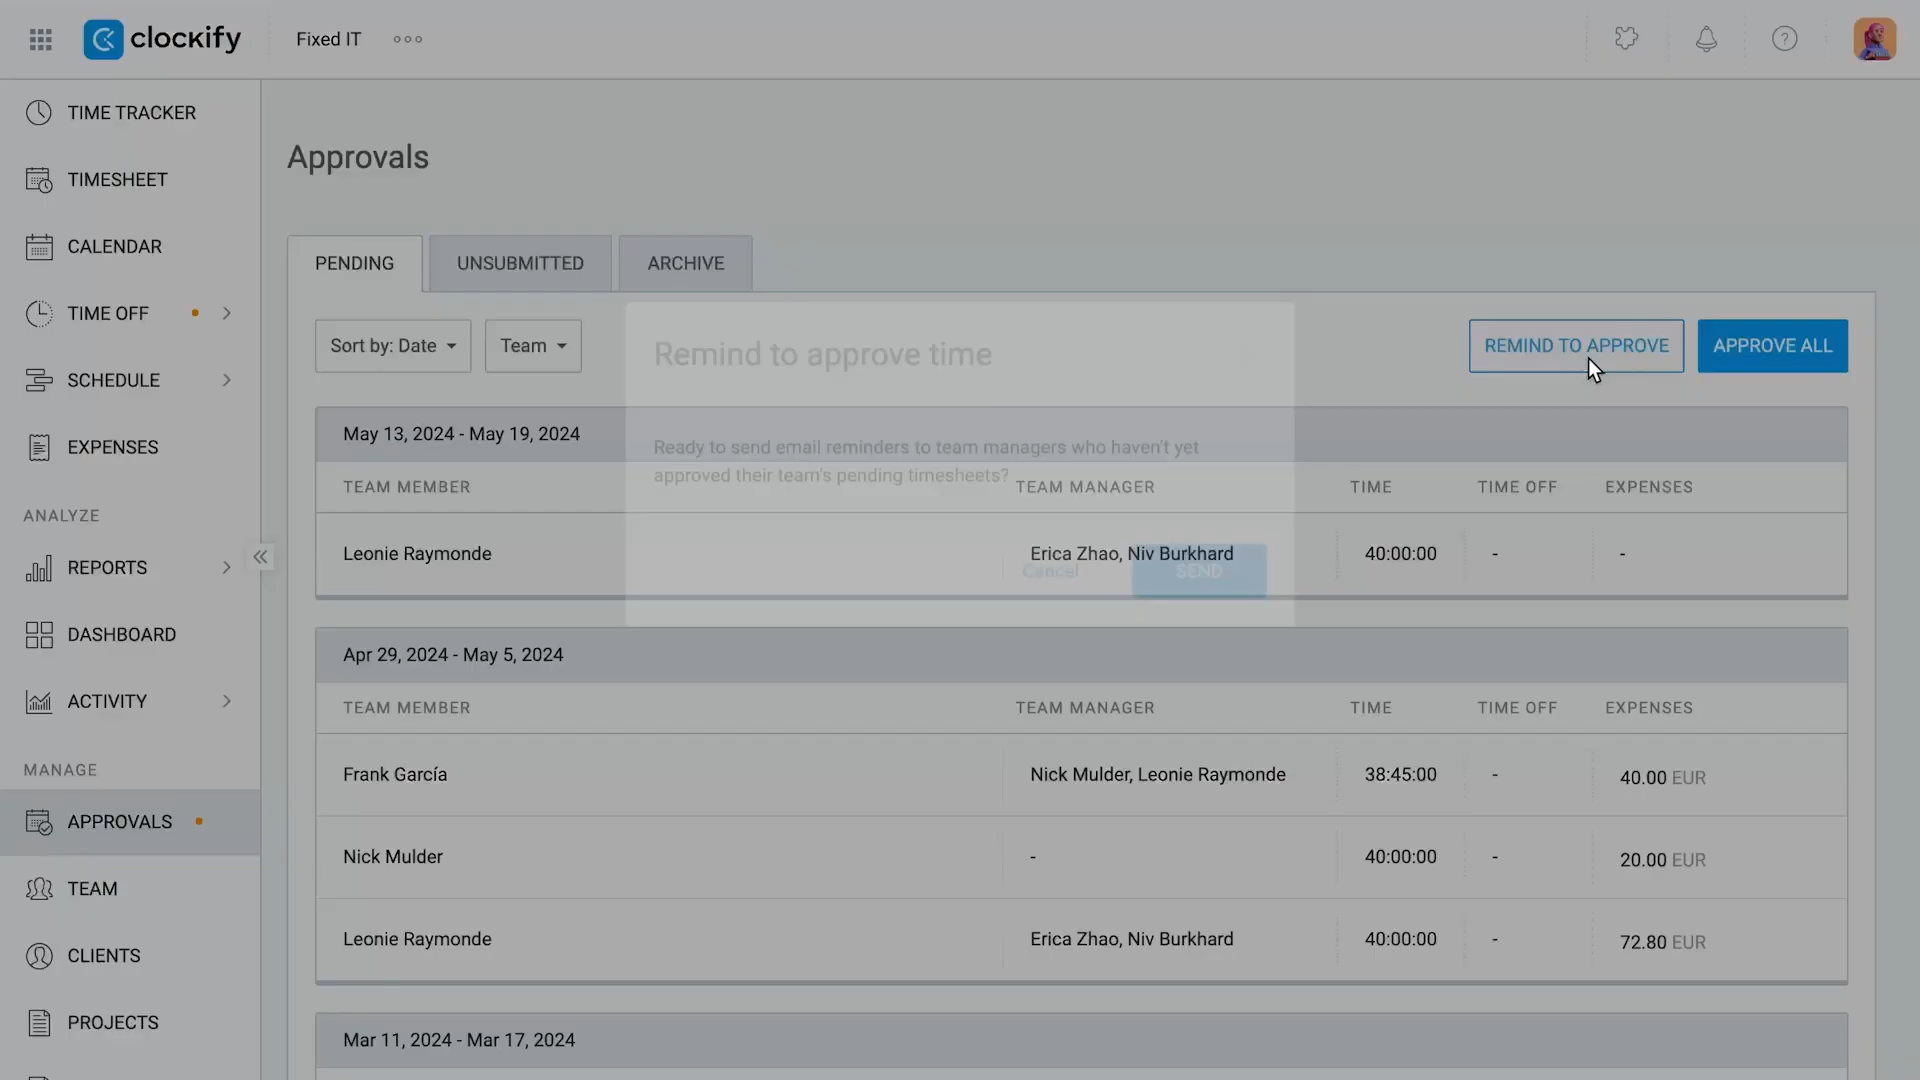 clockify
Fixed IT
TIME TRACKER
TIMESHEET
CALENDAR
TIME OFF
SCHEDULE
EXPENSES
ANALYZE
REPORTS
DASHBOARD
ACTIVITY
MANAGE
APPROVALS
TEAM
CLIENTS
PROJECTS
Approvals
PENDING UNSUBMITTED ARCHIVE
Sort by: Date Team REMIND TO APPROVE APPROVE ALL
Remind to approve time
Ready to send email reminders to team managers who haven't yet
approved their team's pending timesheets?
Cancel SEND
May 13, 2024 - May 19, 2024
TEAM MEMBER TEAM MANAGER TIME TIME OFF EXPENSES
Leonie Raymonde Erica Zhao, Niv Burkhard 40:00:00 - -
Apr 29, 2024 - May 5, 2024
TEAM MEMBER TEAM MANAGER TIME TIME OFF EXPENSES
Frank García Nick Mulder, Leonie Raymonde 38:45:00 - 40.00 EUR
Nick Mulder - 40:00:00 - 20.00 EUR
Leonie Raymonde Erica Zhao, Niv Burkhard 40:00:00 - 72.80 EUR
Mar 11, 2024 - Mar 17, 2024